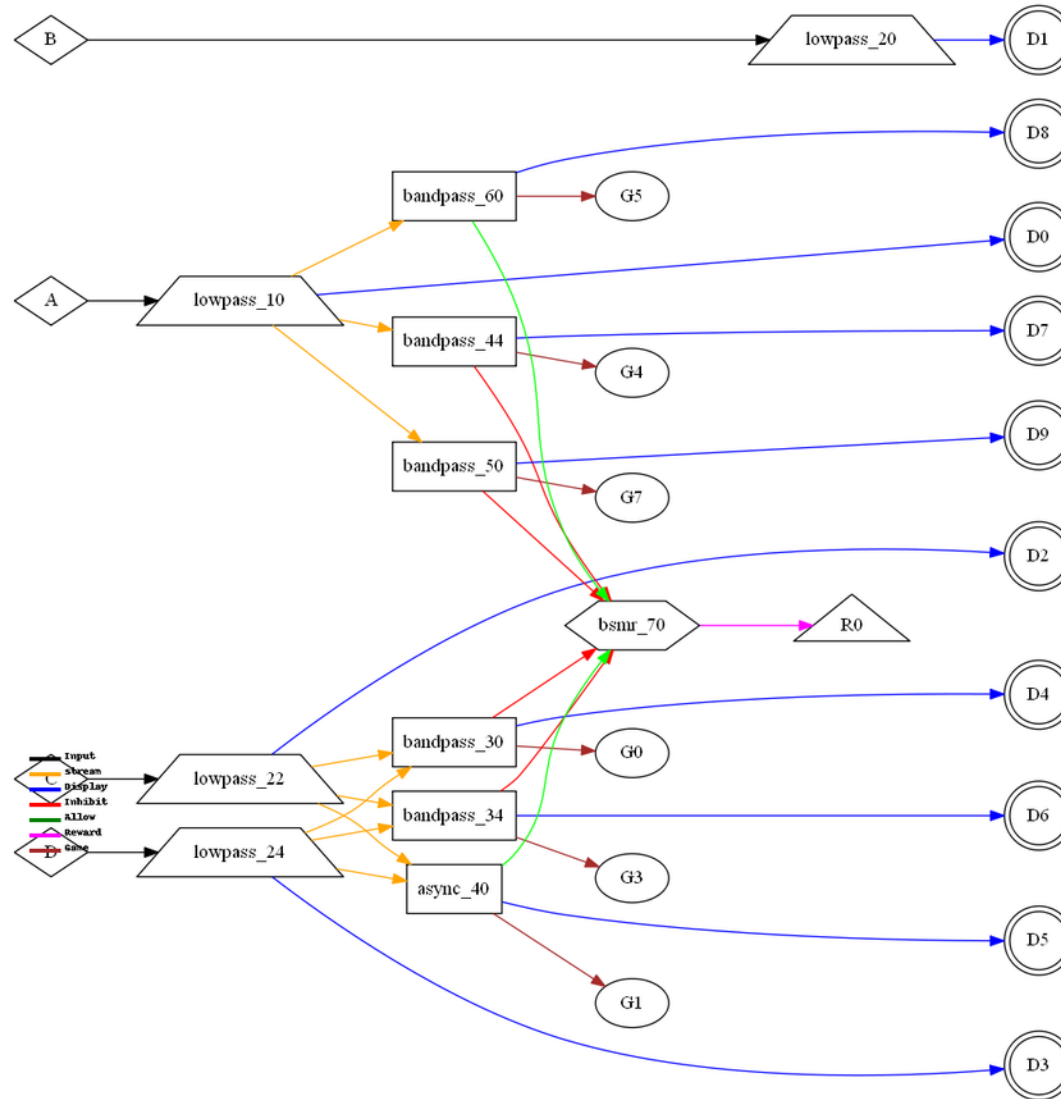 B
lowpass_20
D1
D8
bandpass_60
G5
D0
A
lowpass_10
bandpass_44
D7
G4
D9
bandpass_50
G7
D2
bsmr_70
R0
D4
bandpass_30
G0
Input
stream
C
lowpass_22
Display
Inhibit
bandpass_34
D6
Allow
Reward
D
lowpass_24
Game
G3
async_40
D5
G1
D3